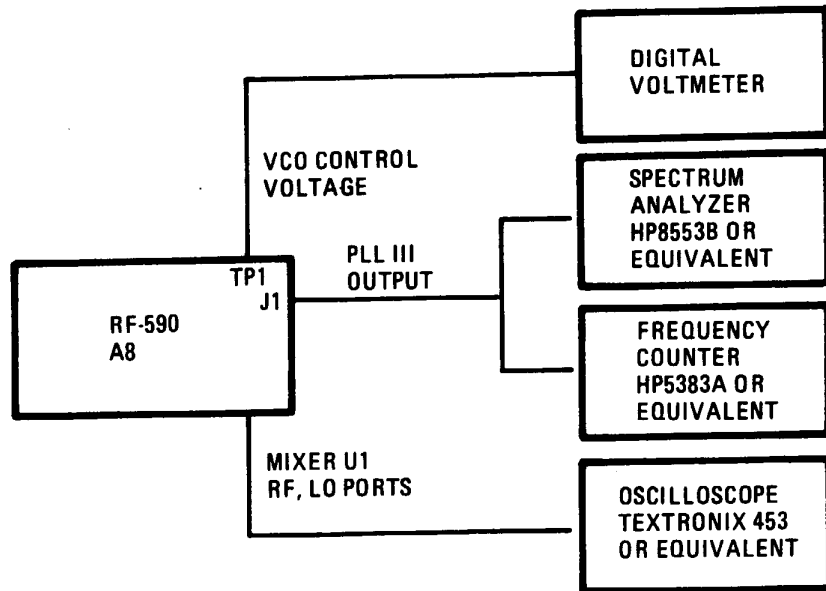 DIGITAL
VOLTMETER
VCO CONTROL
VOLTAGE
SPECTRUM
ANALYZER
HP8553B OR
EQUIVALENT
PLL III
OUTPUT
TP1
J1
RF-590
A8
FREQUENCY
COUNTER
HP5383A OR
EQUIVALENT
MIXER U1
RF, LO PORTS
OSCILLOSCOPE
TEXTRONIX 453
OR EQUIVALENT